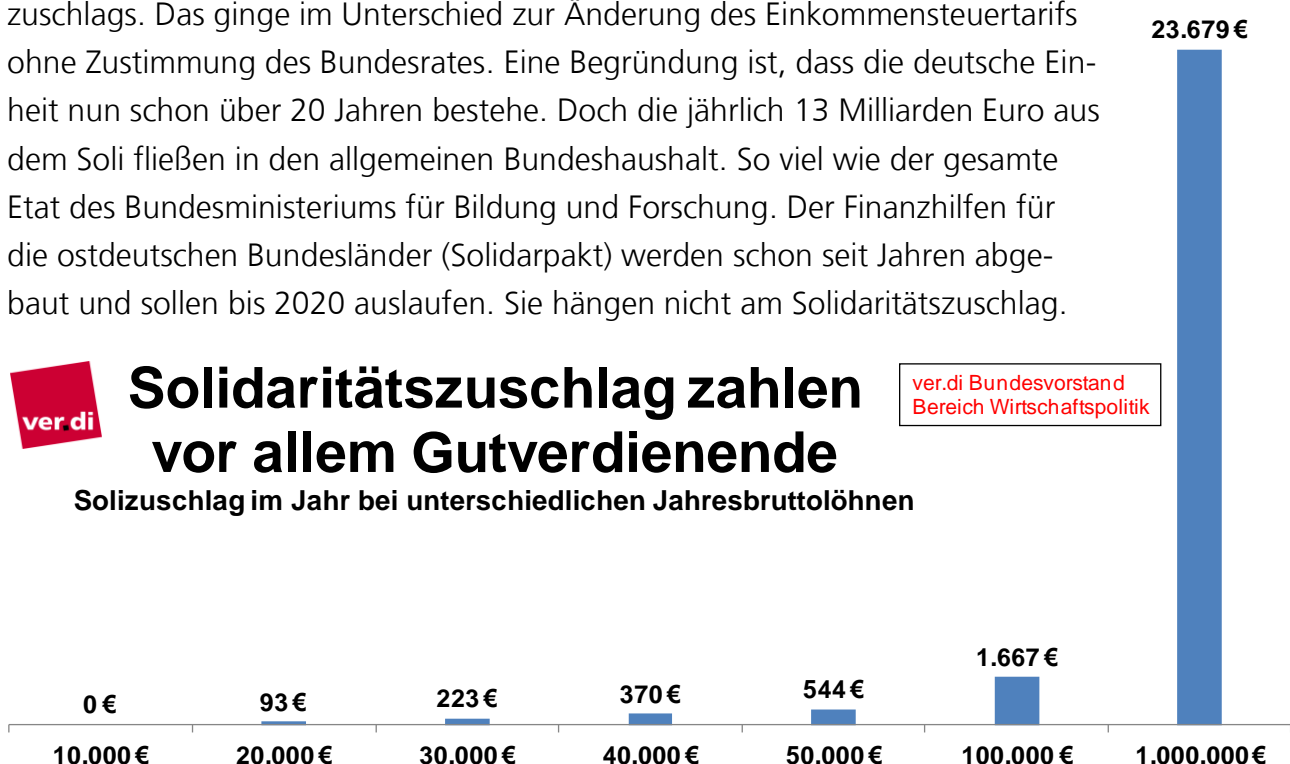 zuschlags. Das ginge im Unterschied zur Änderung des Einkommensteuertarifs
ohne Zustimmung des Bundesrates. Eine Begründung ist, dass die deutsche Ein-
heit nun schon über 20 Jahren bestehe. Doch die jährlich 13 Milliarden Euro aus
dem Soli fließen in den allgemeinen Bundeshaushalt. So viel wie der gesamte
Etat des Bundesministeriums für Bildung und Forschung. Der Finanzhilfen für
die ostdeutschen Bundesländer (Solidarpakt) werden schon seit Jahren abge-
baut und sollen bis 2020 auslaufen. Sie hängen nicht am Solidaritätszuschlag.
ver.di
Solidaritätszuschlag zahlen
vor allem Gutverdienende
ver.di Bundesvorstand
Bereich Wirtschaftspolitik
Solizuschlag im Jahr bei unterschiedlichen Jahresbruttolöhnen
0 € 93 € 223 € 370 € 544 € 1.667 € 23.679 €
10.000 € 20.000 € 30.000 € 40.000 € 50.000 € 100.000 € 1.000.000 €